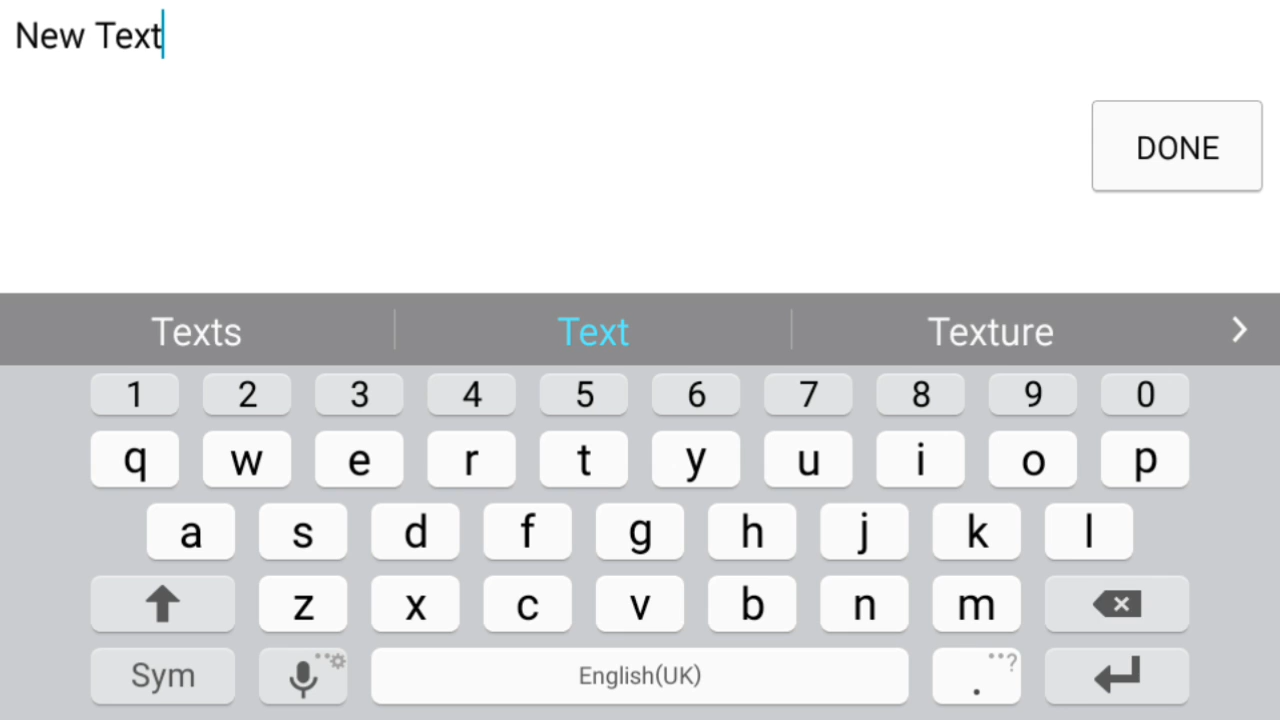 New Text
DONE
Texts Text Texture
1 2 3 4 5 6 7 8 9 0
q w e r t y u i o p
a s d f g h j k l
z x c v b n m
Sym English(UK) . ?